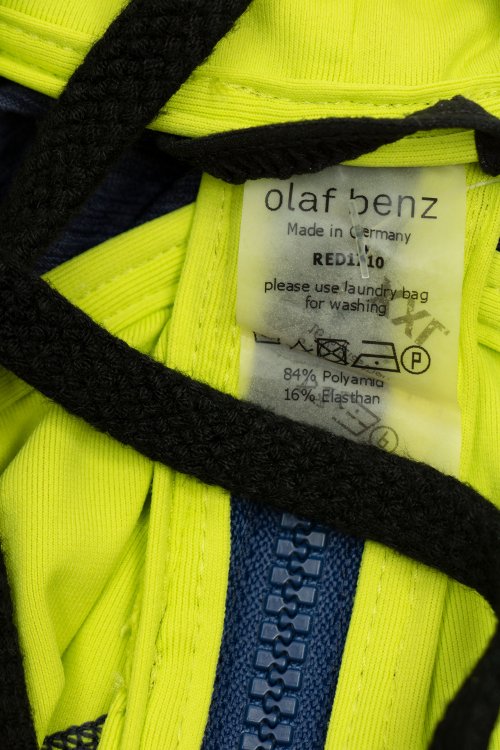 olaf benz
Made in Germany
please use laundry bag
for washing
P
84% Polyamid
16% Elasthan